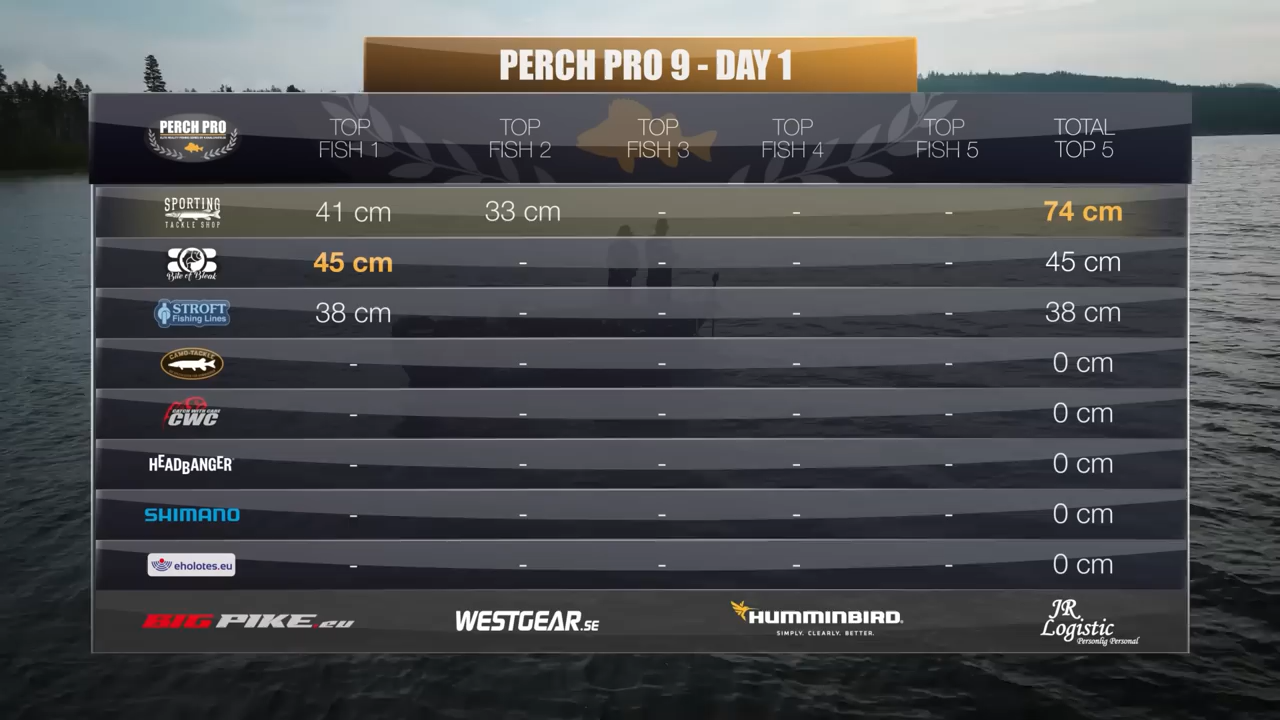 PERCH PRO 9 - DAY 1
PERCH PRO
TOP FISH 1
TOP FISH 2
TOP FISH 3
TOP FISH 4
TOP FISH 5
TOTAL TOP 5
SPORTING TACKLE SHOP 41 cm 33 cm - - - 74 cm
Bite of Bleak 45 cm - - - - 45 cm
STROFT Fishing Lines 38 cm - - - - 38 cm
CAMO-TACKLE - - - - - 0 cm
CATCH WITH CARE CWC - - - - - 0 cm
HEADBANGER - - - - - 0 cm
SHIMANO - - - - - 0 cm
eholotes.eu - - - - - 0 cm
BIG PIKE.eu
WESTGEAR.SE
HUMMINBIRD
SIMPLY. CLEARLY. BETTER.
JR Logistic
Personlig Personal